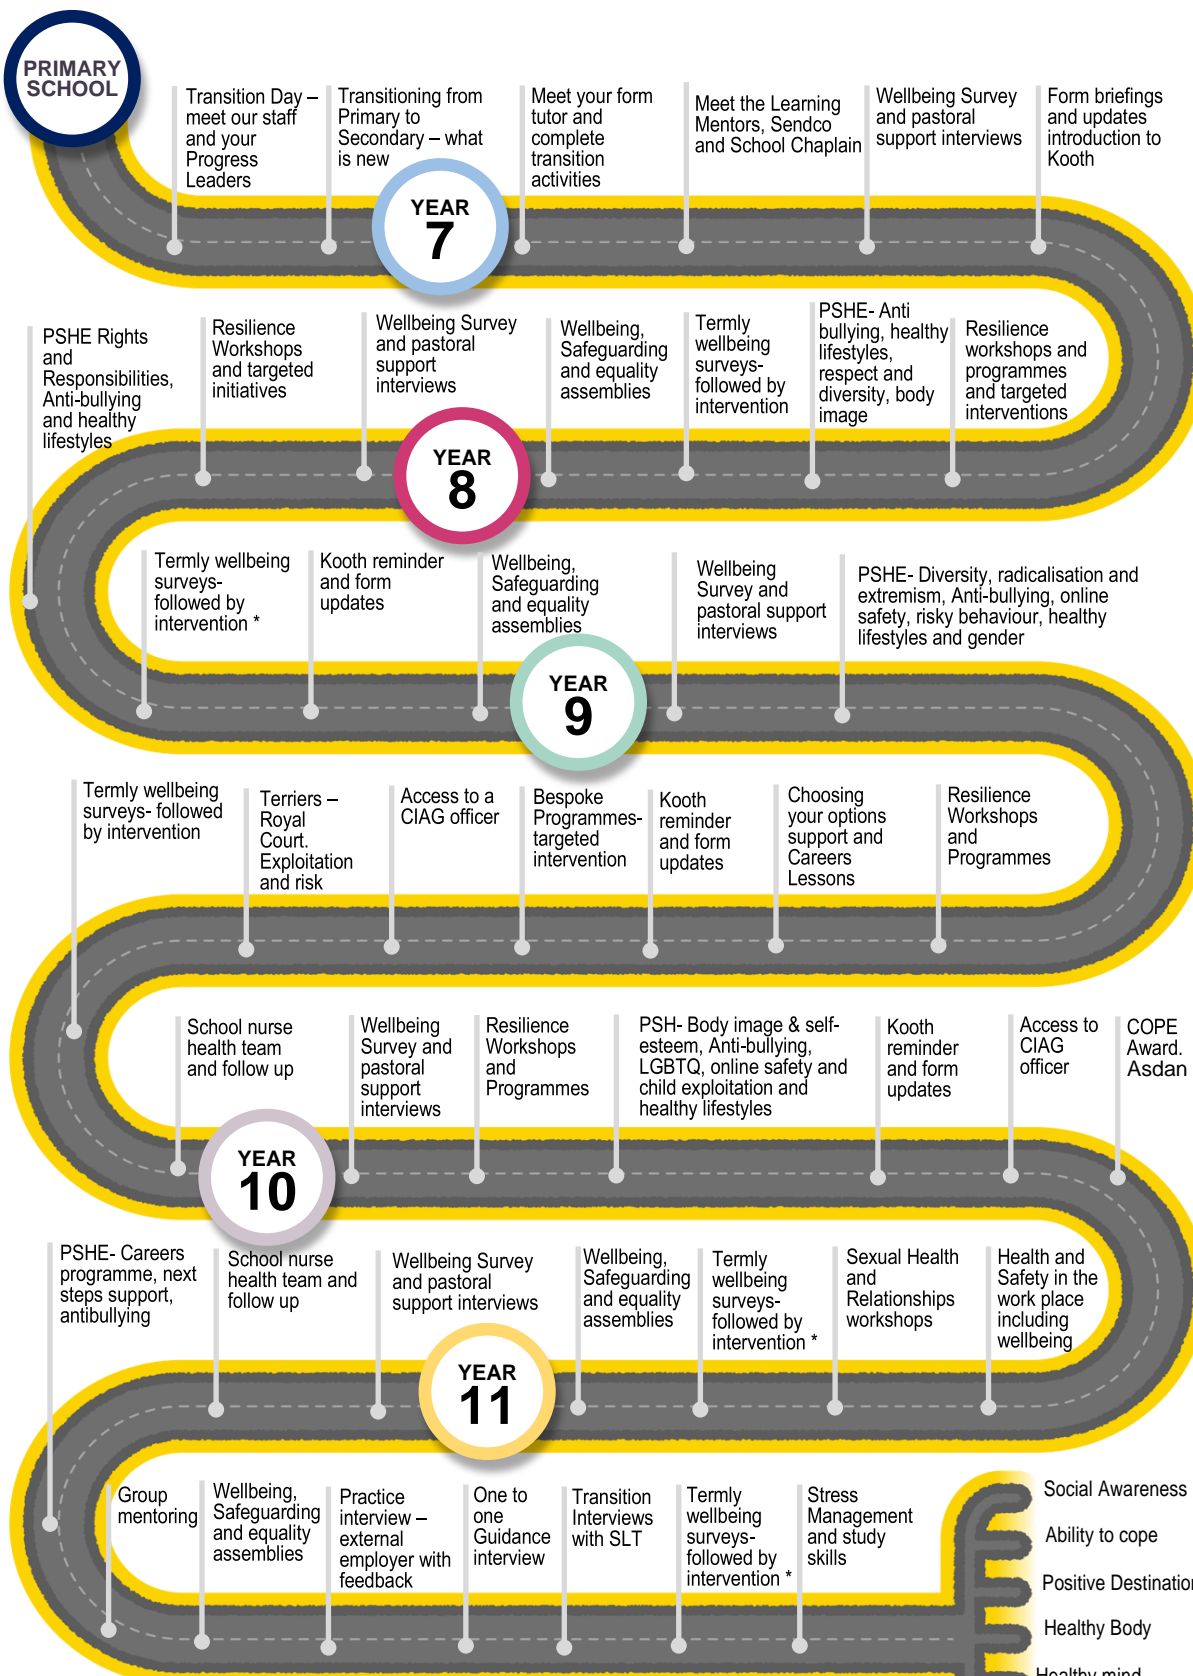 PRIMARY
SCHOOL
Transition Day –
meet our staff
and your
Progress
Leaders
Transitioning from
Primary to
Secondary – what
is new
Meet your form
tutor and
complete
transition
activities
Meet the Learning
Mentors, Sendco
and School Chaplain
Wellbeing Survey
and pastoral
support interviews
Form briefings
and updates
introduction to
Kooth
YEAR
7
PSHE Rights
and
Responsibilities,
Anti-bullying
and healthy
lifestyles
Resilience
Workshops
and targeted
initiatives
Wellbeing Survey
and pastoral
support
interviews
Wellbeing,
Safeguarding
and equality
assemblies
Termly
wellbeing
surveys-
followed by
intervention
PSHE- Anti
bullying, healthy
lifestyles,
respect and
diversity, body
image
Resilience
workshops and
programmes
and targeted
interventions
YEAR
8
Termly wellbeing
surveys-
followed by
intervention *
Kooth reminder
and form
updates
Wellbeing,
Safeguarding
and equality
assemblies
Wellbeing
Survey and
pastoral support
interviews
PSHE- Diversity, radicalisation and
extremism, Anti-bullying, online
safety, risky behaviour, healthy
lifestyles and gender
YEAR
9
Termly wellbeing
surveys- followed
by intervention
Terriers –
Royal
Court.
Exploitation
and risk
Access to a
CIAG officer
Bespoke
Programmes-
targeted
intervention
Kooth
reminder
and form
updates
Choosing
your options
support and
Careers
Lessons
Resilience
Workshops
and
Programmes
School nurse
health team
and follow up
Wellbeing
Survey and
pastoral
support
interviews
Resilience
Workshops
and
Programmes
PSH- Body image & self-
esteem, Anti-bullying,
LGBTQ, online safety and
child exploitation and
healthy lifestyles
Kooth
reminder
and form
updates
Access to
CIAG
officer
COPE
Award.
Asdan
YEAR
10
PSHE- Careers
programme, next
steps support,
antibullying
School nurse
health team and
follow up
Wellbeing Survey
and pastoral
support interviews
Wellbeing,
Safeguarding
and equality
assemblies
Termly
wellbeing
surveys-
followed by
intervention *
Sexual Health
and
Relationships
workshops
Health and
Safety in the
work place
including
wellbeing
YEAR
11
Group
mentoring
Wellbeing,
Safeguarding
and equality
assemblies
Practice
interview –
external
employer with
feedback
One to
one
Guidance
interview
Transition
Interviews
with SLT
Termly
wellbeing
surveys-
followed by
intervention *
Stress
Management
and study
skills
Social Awareness
Ability to cope
Positive Destination
Healthy Body
Healthy mind